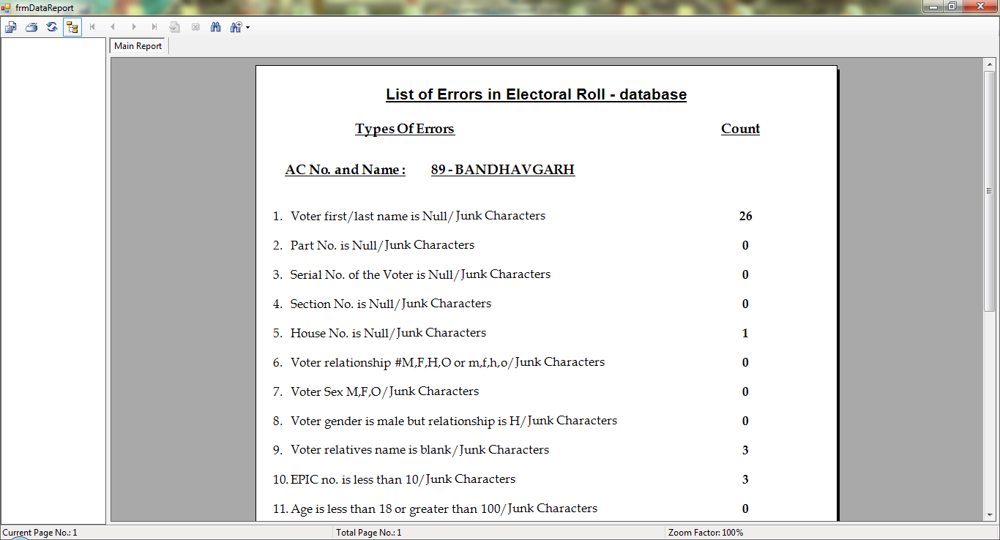 frmDataReport
Main Report
List of Errors in Electoral Roll - database
Types Of Errors Count
AC No. and Name : 89 - BANDHAVGARH
1. Voter first/last name is Null/Junk Characters 26
2. Part No. is Null/Junk Characters 0
3. Serial No. of the Voter is Null/Junk Characters 0
4. Section No. is Null/Junk Characters 0
5. House No. is Null/Junk Characters 1
6. Voter relationship #M,F,H,O or m,f,h,o/Junk Characters 0
7. Voter Sex M,F,O/Junk Characters 0
8. Voter gender is male but relationship is H/Junk Characters 0
9. Voter relatives name is blank/Junk Characters 3
10. EPIC no. is less than 10/Junk Characters 3
11. Age is less than 18 or greater than 100/Junk Characters 0
Current Page No.: 1 Total Page No.: 1 Zoom Factor: 100%